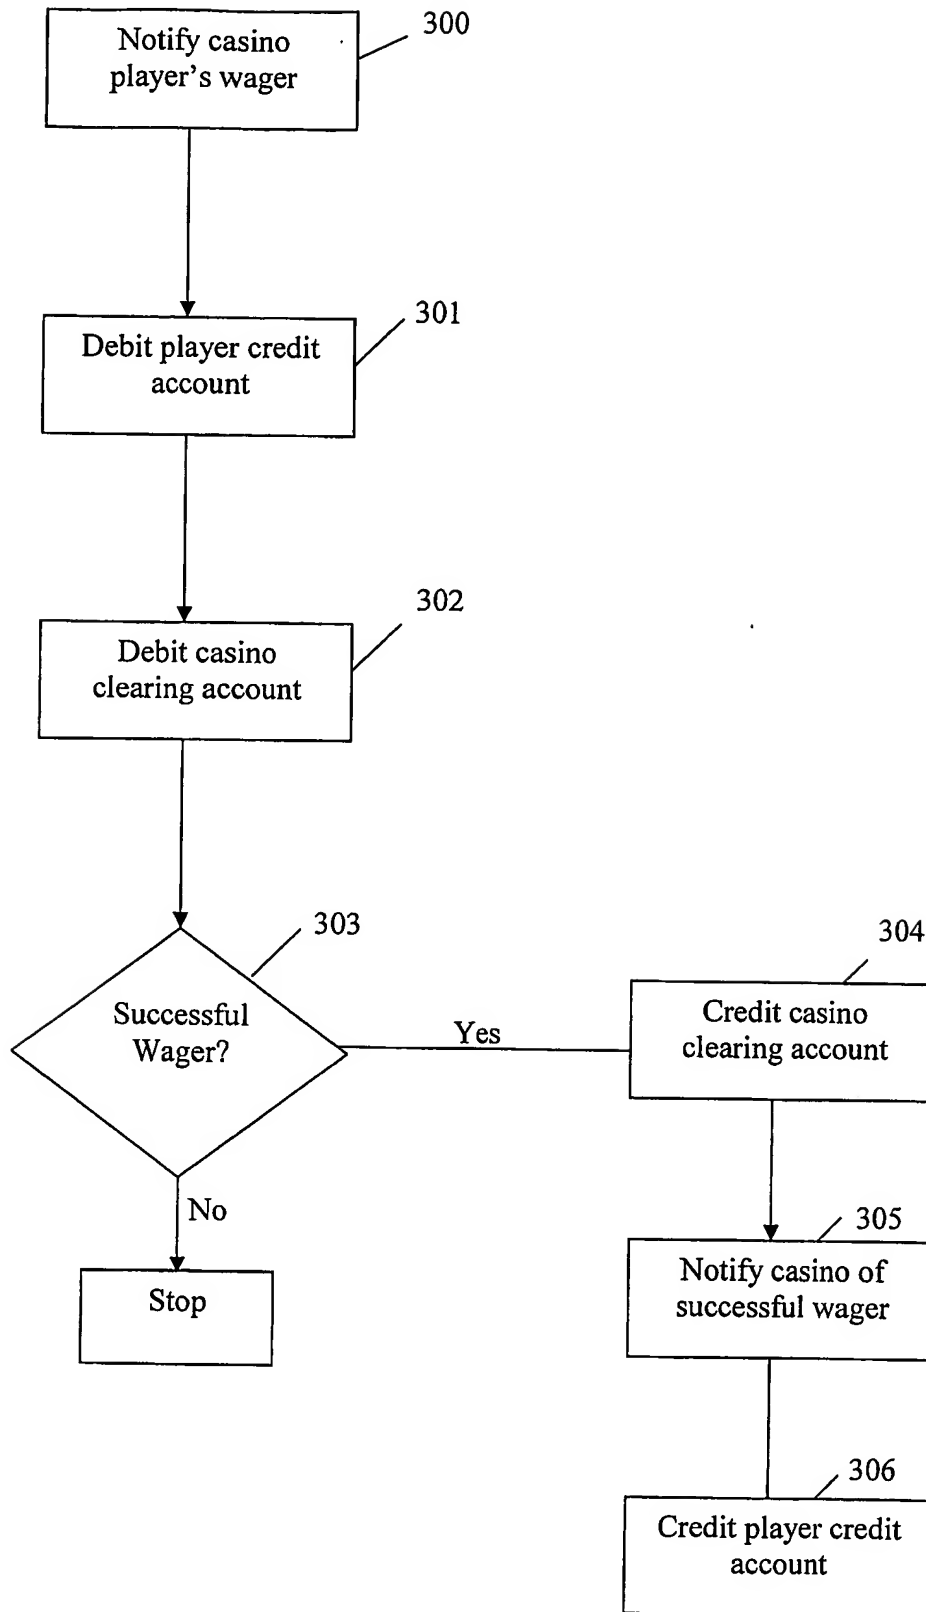 Notify casino
player's wager
300
Debit player credit
account
301
Debit casino
clearing account
302
Successful
Wager?
303
Yes
No
Stop
Credit casino
clearing account
304
Notify casino of
successful wager
305
Credit player credit
account
306